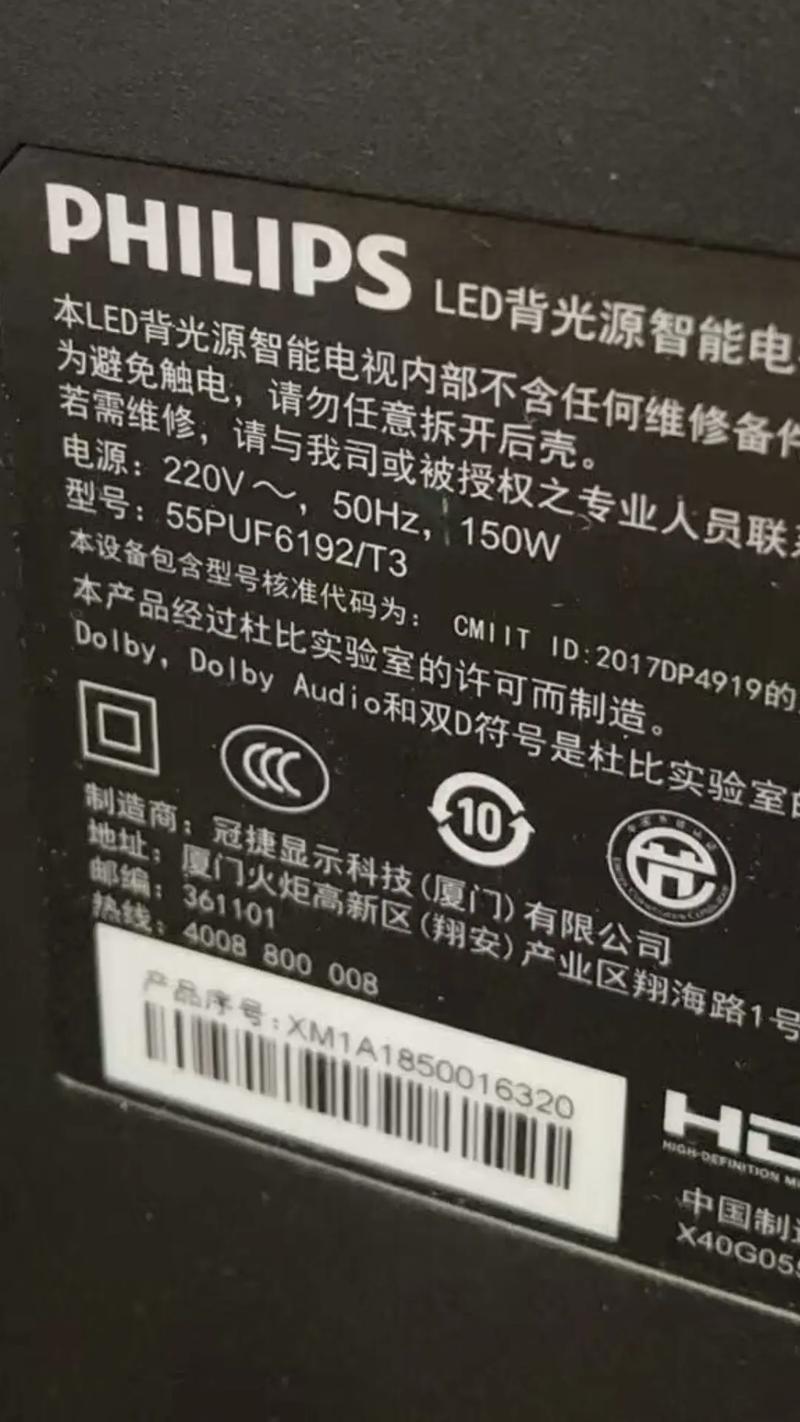 PHILIPS LED背光源智能电
本LED背光源智能电视内部不含任何维修备件
为避免触电，请勿任意拆开后壳。
若需维修，请与我司或被授权之专业人员联系
电源：220V～，50Hz，150W
型号：55PUF6192/T3
本设备包含型号核准代码为：CMIIT ID:2017DP4919的
本产品经过杜比实验室的许可而制造。
Dolby，Dolby Audio和双D符号是杜比实验室的
10
制造商：冠捷显示科技(厦门)有限公司
地址：厦门火炬高新区(翔安)产业区翔海路1号
邮编：361101
热线：4008 800 008
产品序号:XM1A1850016320
HD
HIGH-DEFINITION
中国制造
X40G055